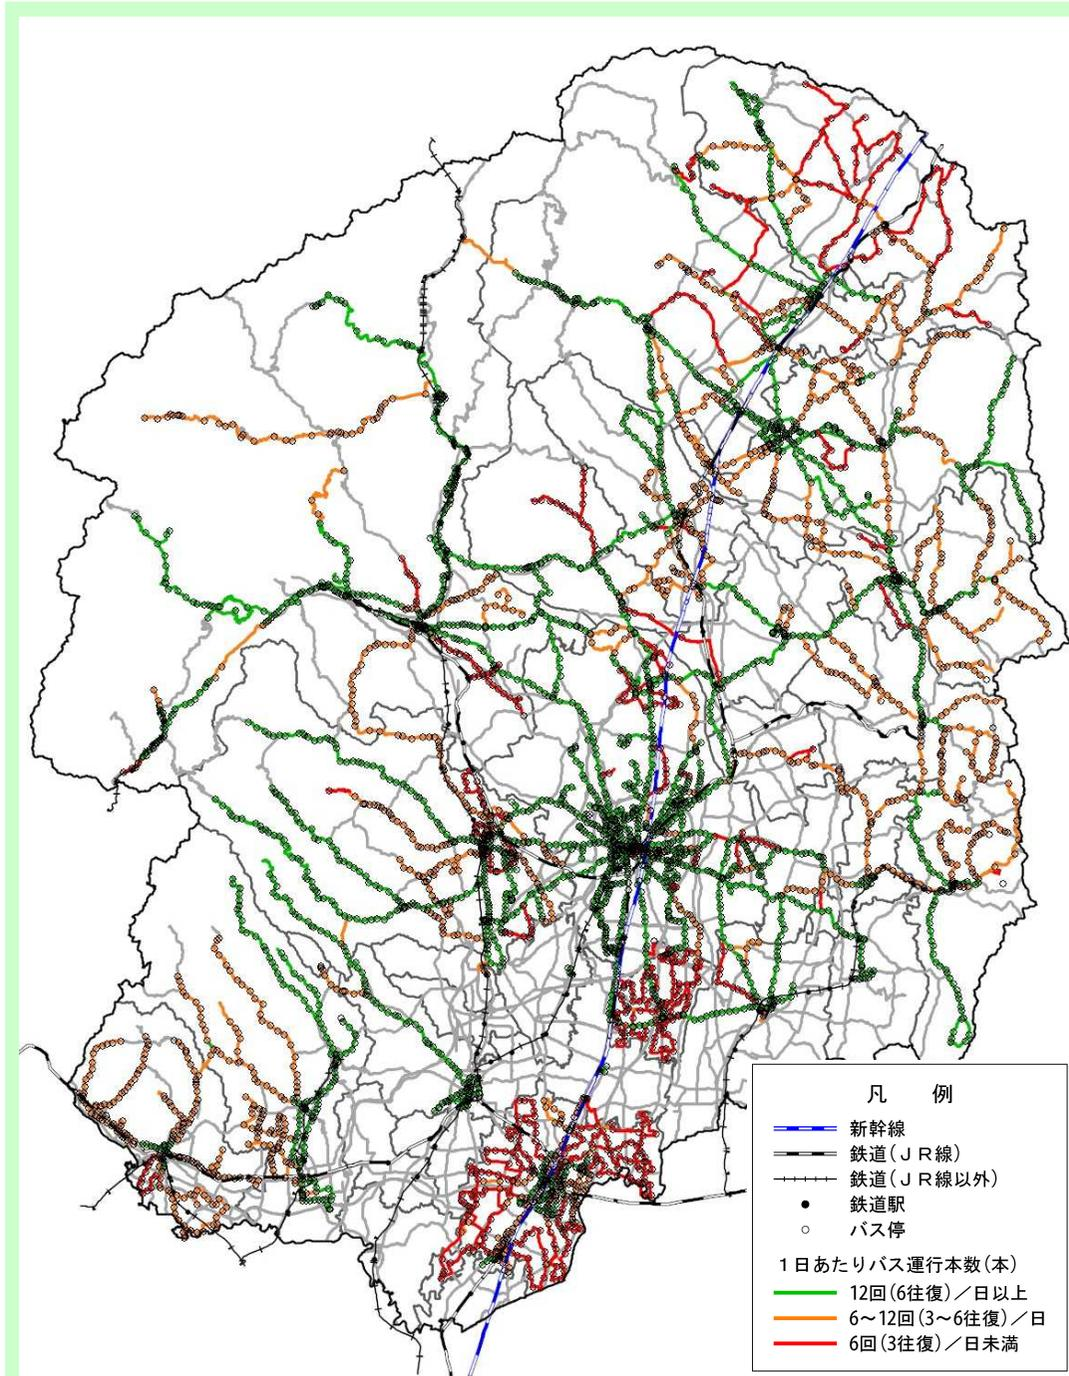 凡　例
新幹線
鉄道(ＪＲ線)
鉄道(ＪＲ線以外)
鉄道駅
バス停
１日あたりバス運行本数(本)
12回(6往復)／日以上
6～12回(3～6往復)／日
6回(3往復)／日未満